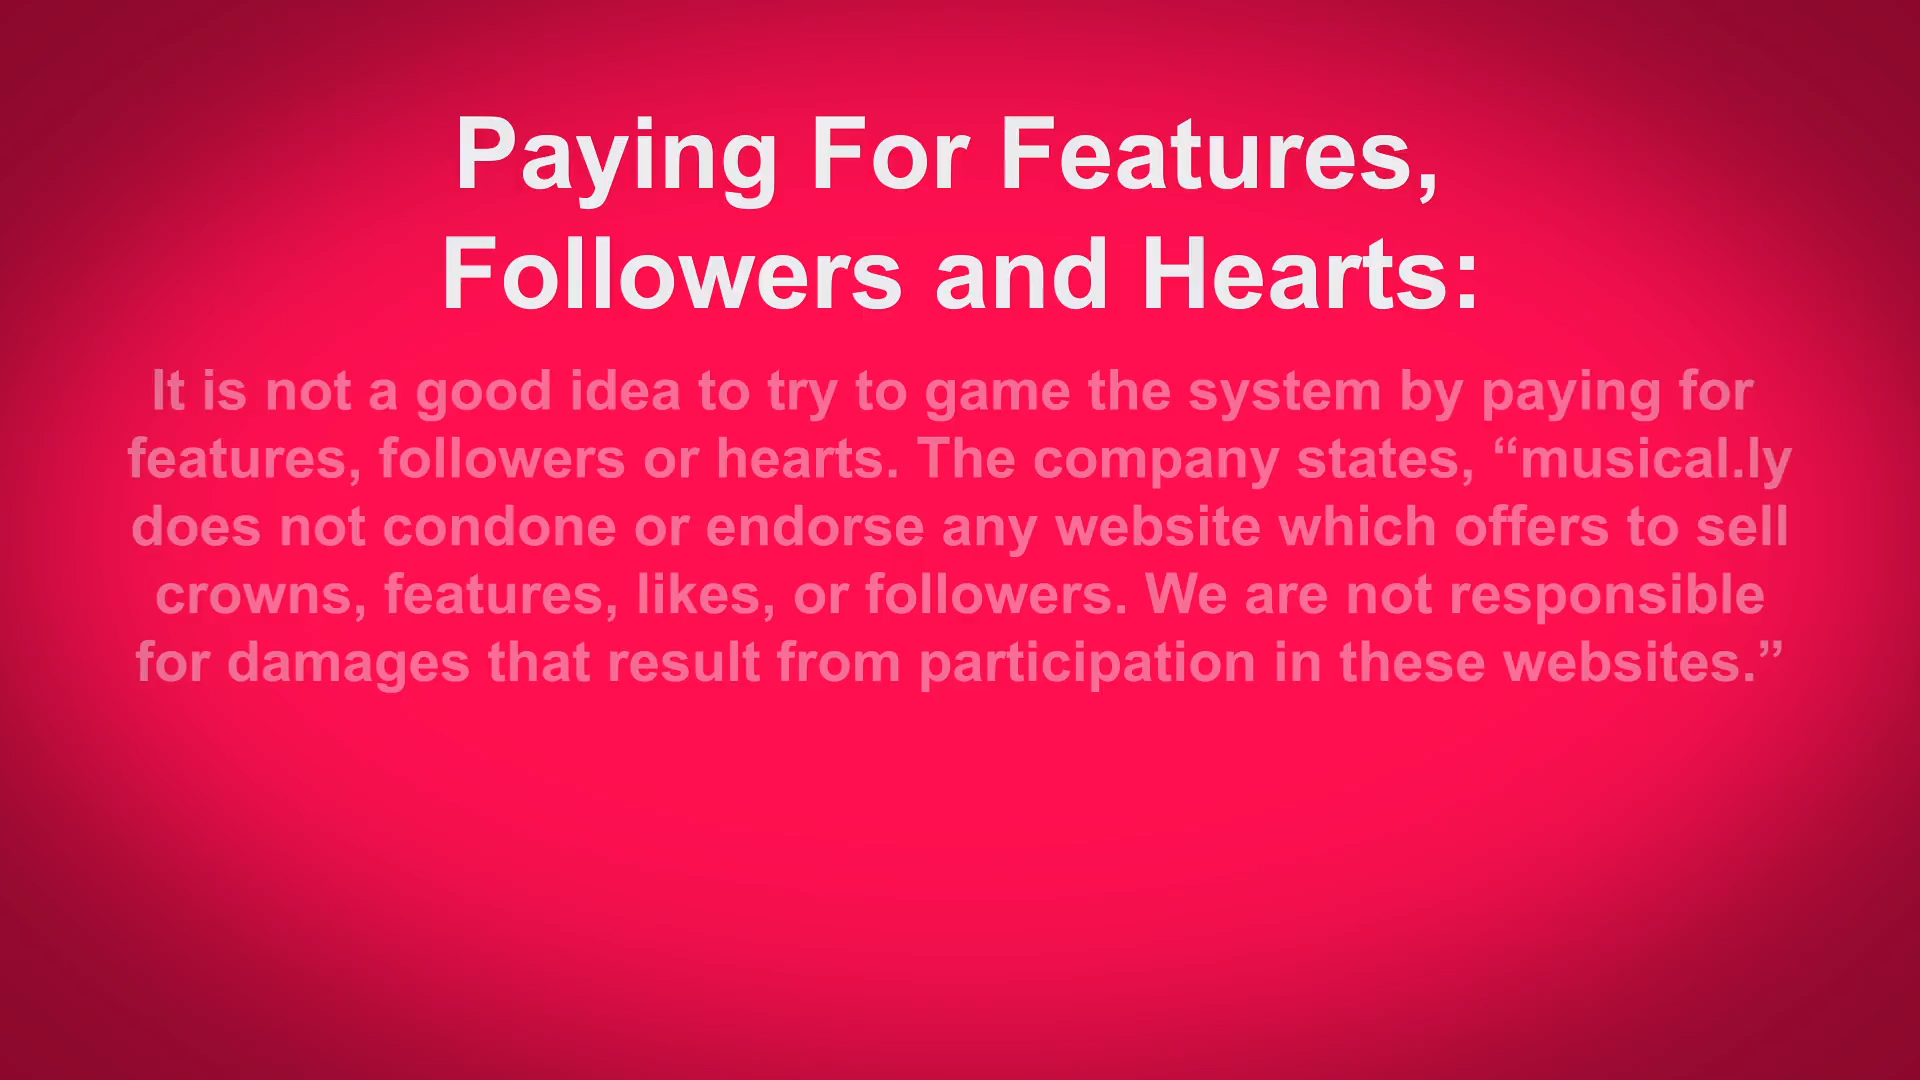 Paying For Features,
Followers and Hearts:
It is not a good idea to try to game the system by paying for
features, followers or hearts. The company states, “musical.ly
does not condone or endorse any website which offers to sell
crowns, features, likes, or followers. We are not responsible
for damages that result from participation in these websites.”